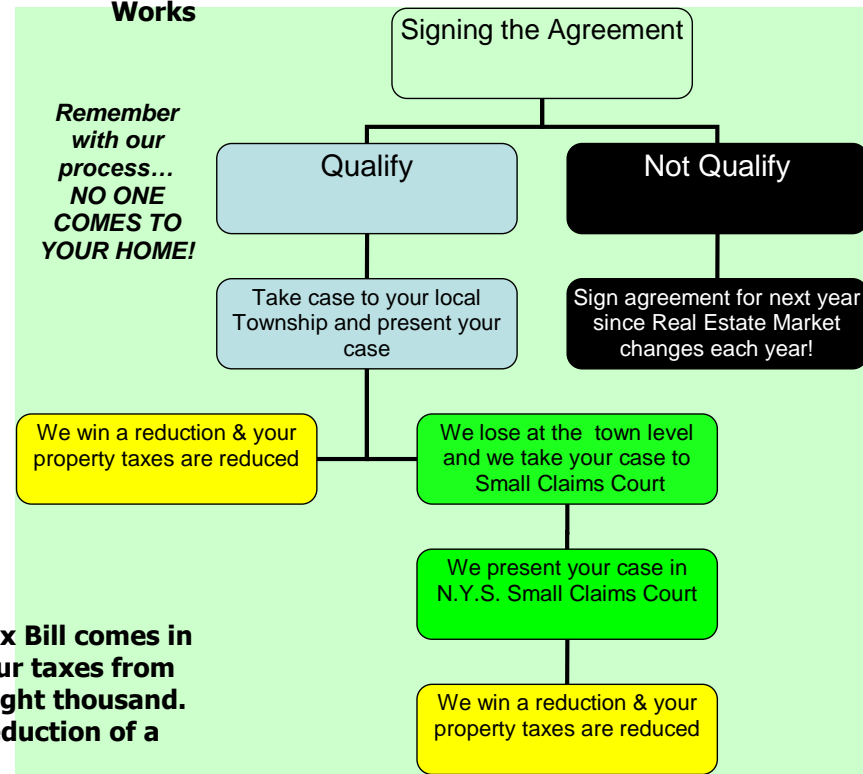 Works
Signing the Agreement
Remember
with our
process…
NO ONE
COMES TO
YOUR HOME!
Qualify
Not Qualify
Take case to your local
Township and present your
case
Sign agreement for next year
since Real Estate Market
changes each year!
We win a reduction & your
property taxes are reduced
We lose at the town level
and we take your case to
Small Claims Court
We present your case in
N.Y.S. Small Claims Court
x Bill comes in
ur taxes from
ght thousand.
duction of a
We win a reduction & your
property taxes are reduced